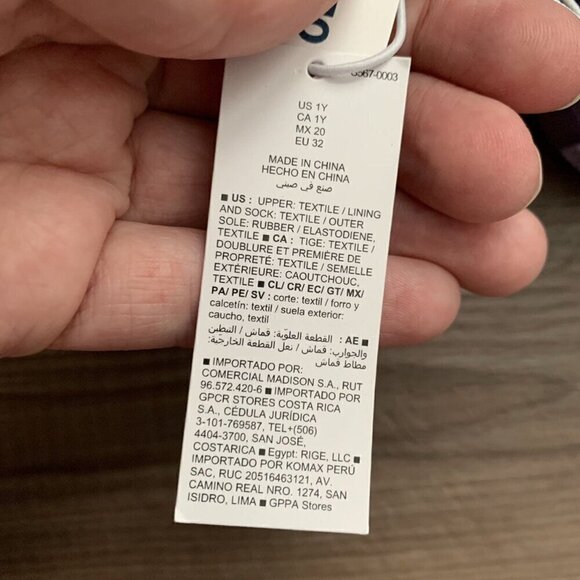 S
3567-0003
US 1Y
CA 1Y
MX 20
EU 32
MADE IN CHINA
HECHO EN CHINA
صنع في صيني
■ US : UPPER: TEXTILE / LINING
AND SOCK: TEXTILE / OUTER
SOLE: RUBBER / ELASTODIENE,
TEXTILE ■ CA : TIGE: TEXTILE /
DOUBLURE ET PREMIÈRE DE
PROPRETÉ: TEXTILE / SEMELLE
EXTÉRIEURE: CAOUTCHOUC,
TEXTILE ■ CL/ CR/ EC/ GT/ MX/
PA/ PE/ SV : corte: textil / forro y
calcetín: textil / suela exterior:
caucho, textil
■ AE : القطعة العلوية: قماش / التبطين
والجوارب: قماش / نعل القطعة الخارجية:
مطاط قماش
■ IMPORTADO POR:
COMERCIAL MADISON S.A., RUT
96.572.420-6 ■ IMPORTADO POR
GPCR STORES COSTA RICA
S.A., CÉDULA JURÍDICA
3-101-769587, TEL+(506)
4404-3700, SAN JOSÉ,
COSTARICA ■ Egypt: RIGE, LLC ■
IMPORTADO POR KOMAX PERÚ
SAC, RUC 20516463121, AV.
CAMINO REAL NRO. 1274, SAN
ISIDRO, LIMA ■ GPPA Stores